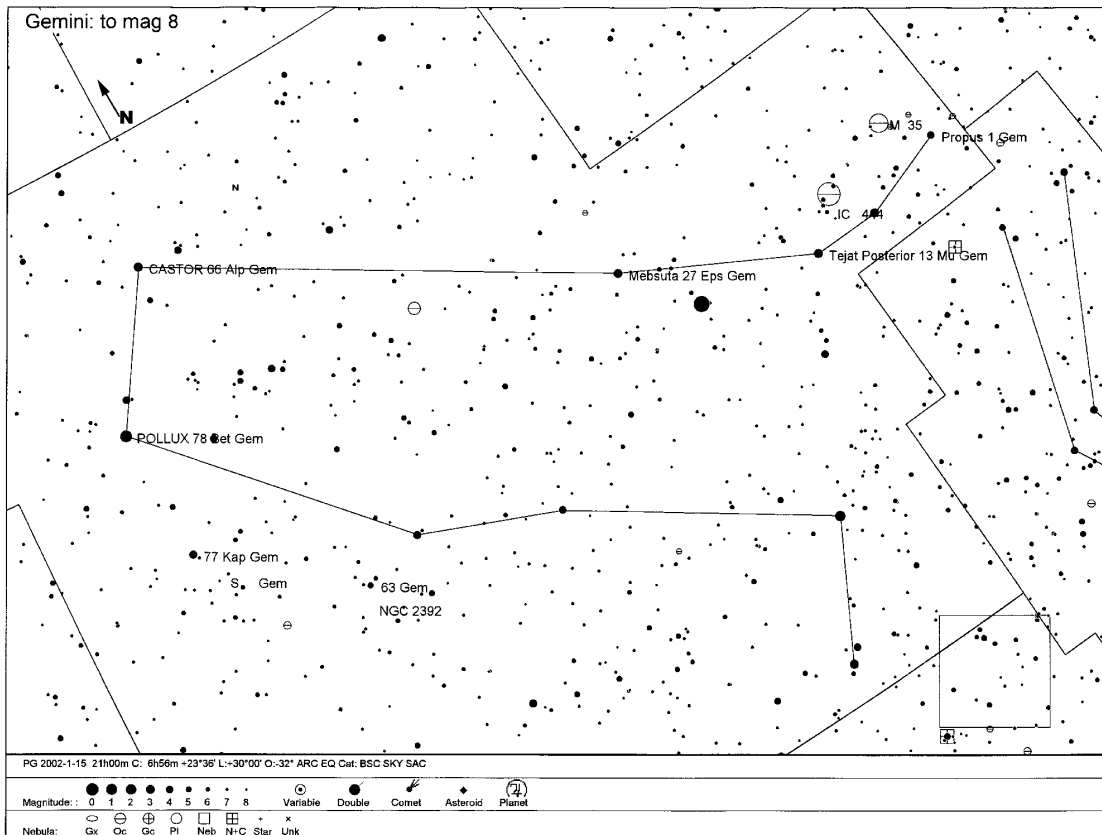 Gemini: to mag 8
N
M 35
Propus 1 Gem
N
IC 444
Tejat Posterior 13 Mu Gem
CASTOR 66 Alp Gem
Mebsuta 27 Eps Gem
POLLUX 78 Bet Gem
77 Kap Gem
S Gem
63 Gem
NGC 2392
PG 2002-1-15 21h00m C: 6h56m +23°36' L:+30°00' O:-32° ARC EQ Cat: BSC SKY SAC
Magnitude: : 0 1 2 3 4 5 6 7 8 Variable Double Comet Asteroid Planet
Nebula: Gx Oc Gc Pl Neb N+C Star Unk